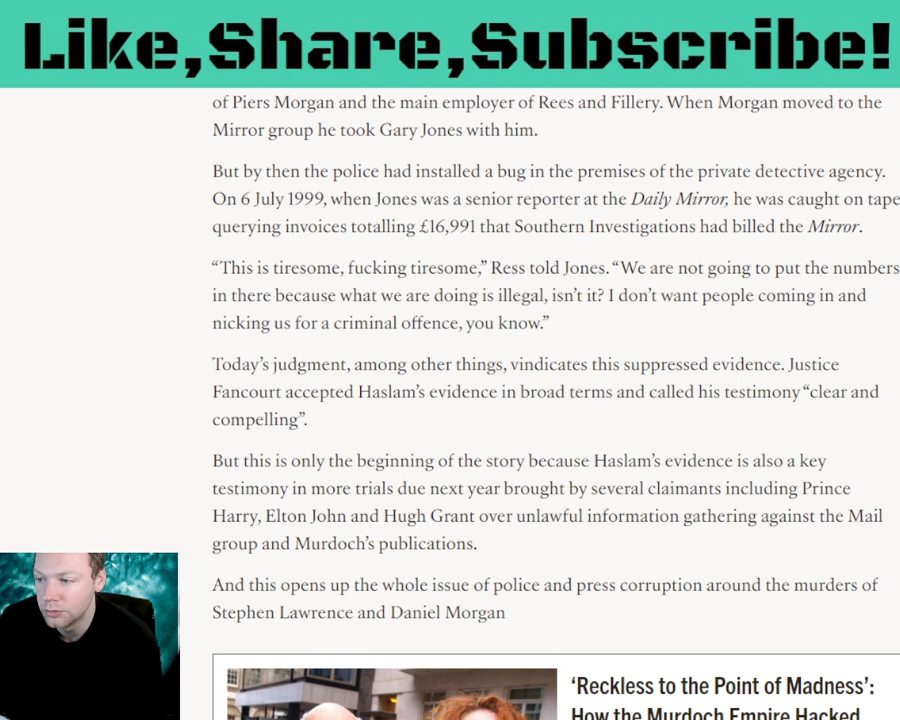 Like,Share,Subscribe!
of Piers Morgan and the main employer of Rees and Fillery. When Morgan moved to the
Mirror group he took Gary Jones with him.
But by then the police had installed a bug in the premises of the private detective agency.
On 6 July 1999, when Jones was a senior reporter at the Daily Mirror, he was caught on tape
querying invoices totalling £16,991 that Southern Investigations had billed the Mirror.
“This is tiresome, fucking tiresome,” Ress told Jones. “We are not going to put the numbers
in there because what we are doing is illegal, isn’t it? I don’t want people coming in and
nicking us for a criminal offence, you know.”
Today’s judgment, among other things, vindicates this suppressed evidence. Justice
Fancourt accepted Haslam’s evidence in broad terms and called his testimony “clear and
compelling”.
But this is only the beginning of the story because Haslam’s evidence is also a key
testimony in more trials due next year brought by several claimants including Prince
Harry, Elton John and Hugh Grant over unlawful information gathering against the Mail
group and Murdoch’s publications.
And this opens up the whole issue of police and press corruption around the murders of
Stephen Lawrence and Daniel Morgan
‘Reckless to the Point of Madness’:
How the Murdoch Empire Hacked